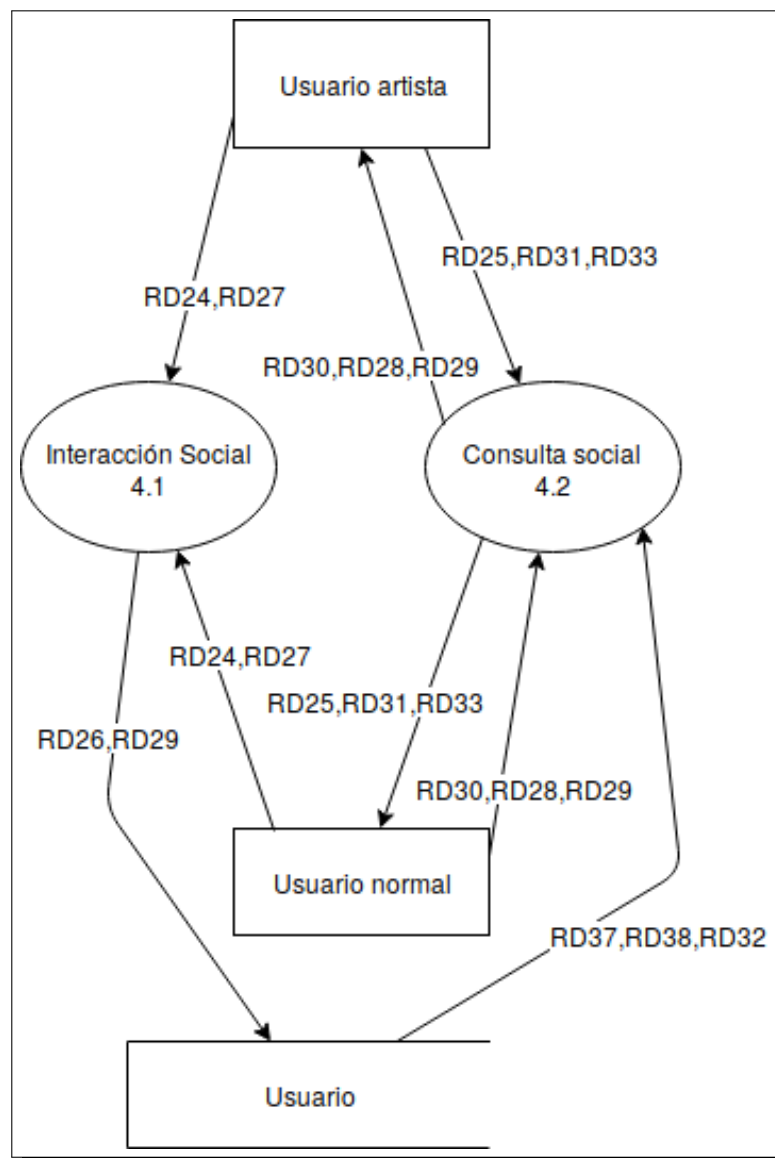 Usuario artista
RD25,RD31,RD33
RD24,RD27
RD30,RD28,RD29
Interacción Social
4.1
Consulta social
4.2
RD24,RD27
RD25,RD31,RD33
RD26,RD29
RD30,RD28,RD29
Usuario normal
RD37,RD38,RD32
Usuario